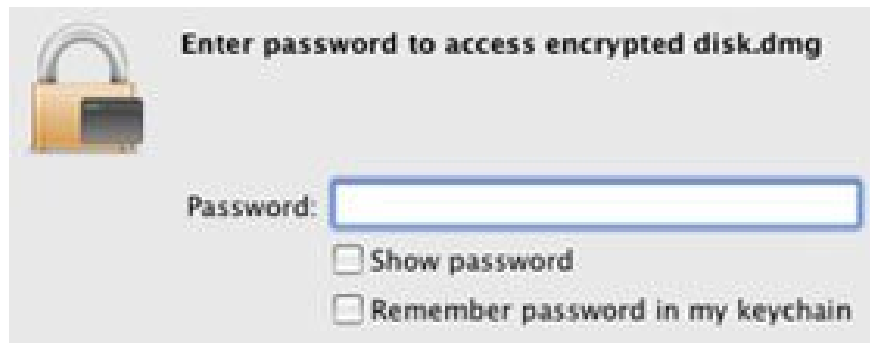 Enter password to access encrypted disk.dmg
Password:
Show password
Remember password in my keychain